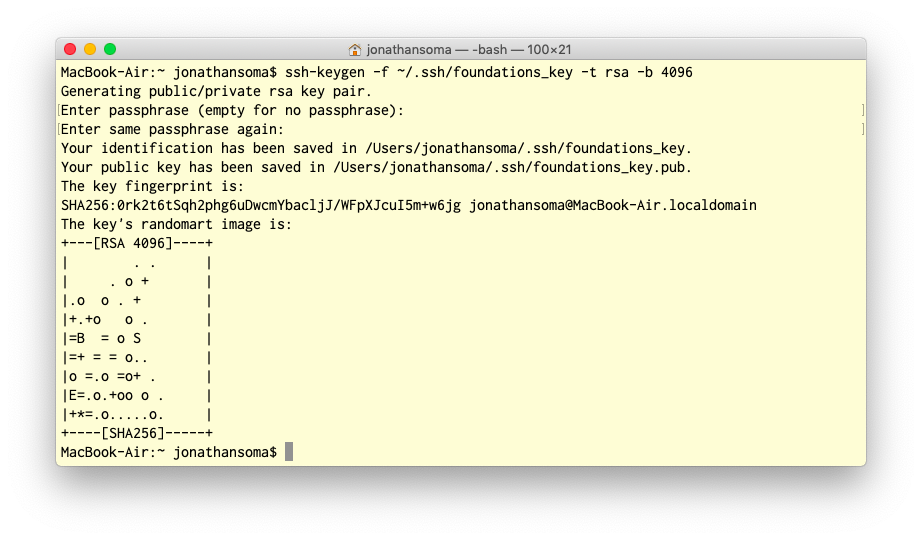 jonathansoma — -bash — 100×21
MacBook-Air:~ jonathansoma$ ssh-keygen -f ~/.ssh/foundations_key -t rsa -b 4096
Generating public/private rsa key pair.
[Enter passphrase (empty for no passphrase): ]
[Enter same passphrase again: ]
Your identification has been saved in /Users/jonathansoma/.ssh/foundations_key.
Your public key has been saved in /Users/jonathansoma/.ssh/foundations_key.pub.
The key fingerprint is:
SHA256:0rk2t6tSqh2phg6uDwcmYbacljJ/WFpXJcuI5m+w6jg jonathansoma@MacBook-Air.localdomain
The key's randomart image is:
+---[RSA 4096]----+
|        . .      |
|     . o +       |
|.o  o . +        |
|+.+o   o .       |
|=B  = o S        |
|=+ = = o..       |
|o =.o =o+ .      |
|E=.o.+oo o .     |
|+*=.o.....o.     |
+----[SHA256]-----+
MacBook-Air:~ jonathansoma$